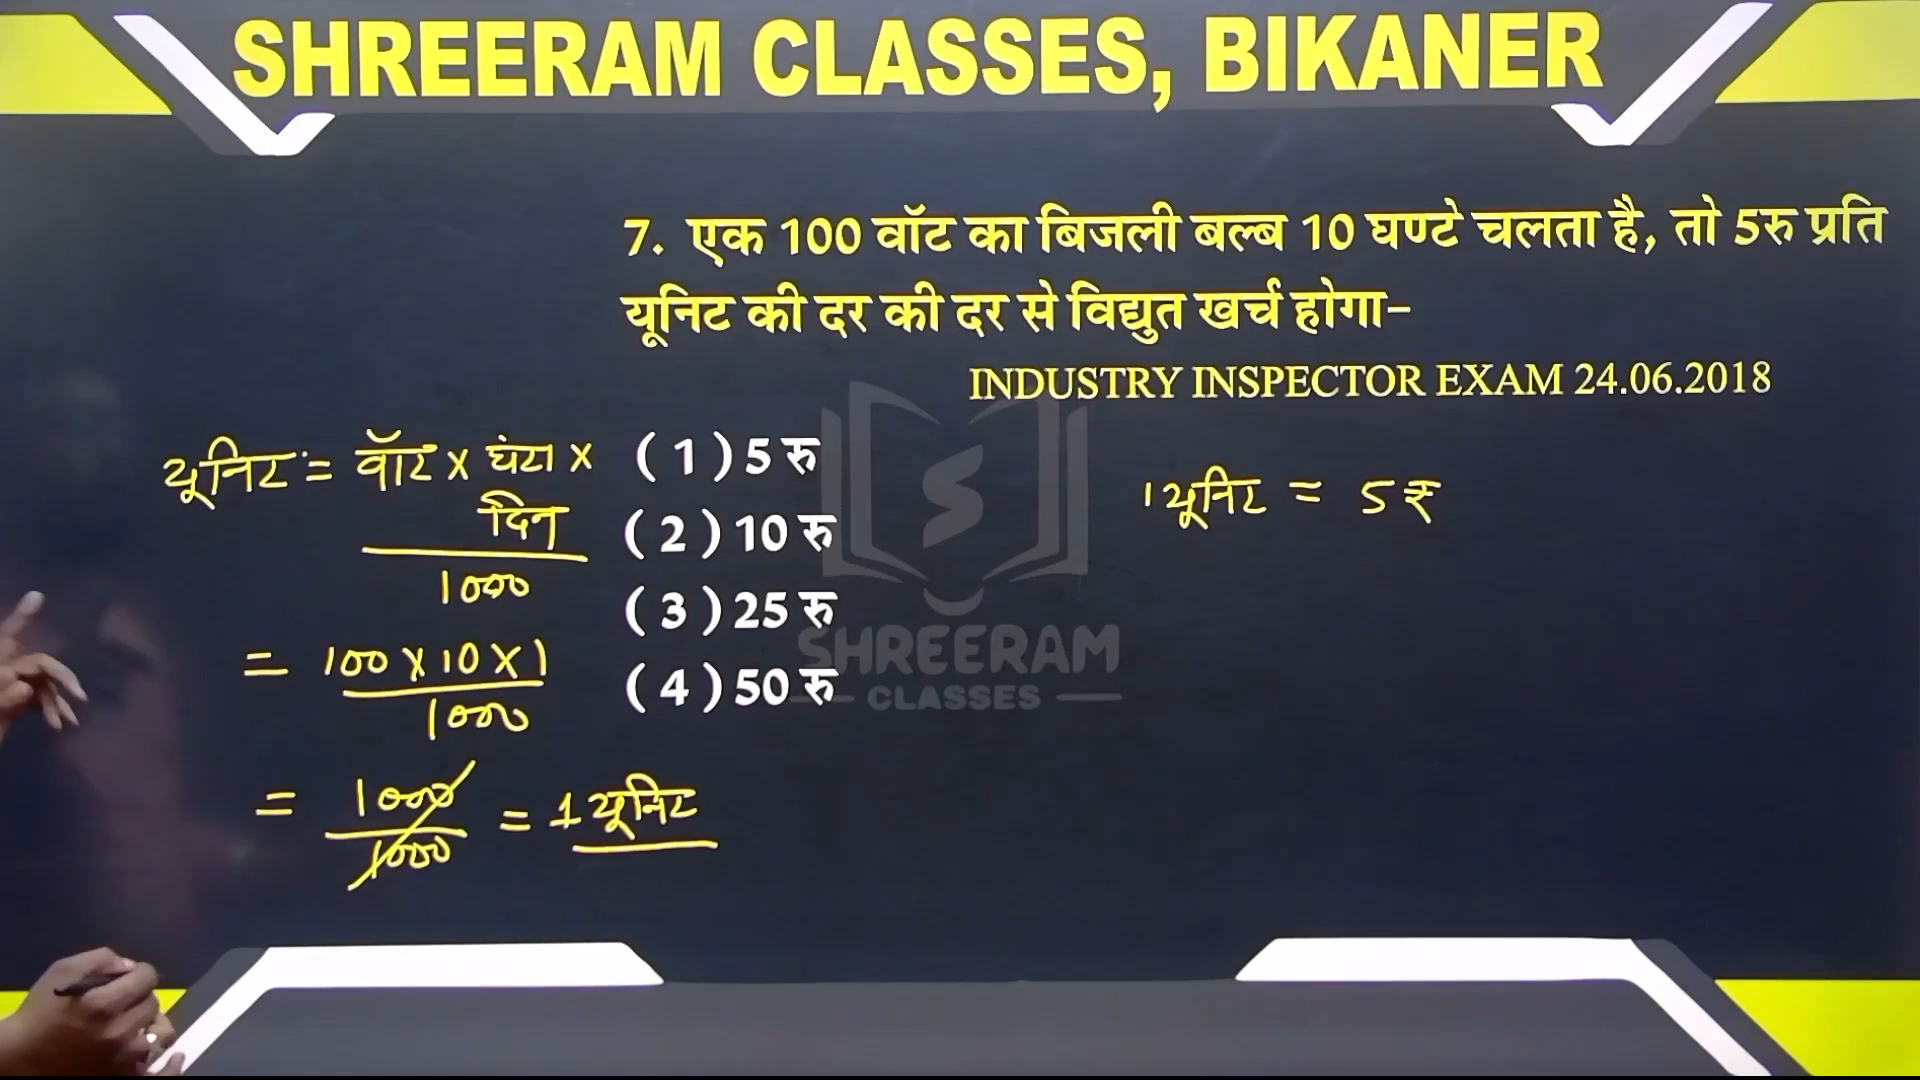 SHREERAM CLASSES, BIKANER
7. एक 100 वॉट का बिजली बल्ब 10 घण्टे चलता है, तो 5रु प्रति
यूनिट की दर की दर से विद्युत खर्च होगा-
INDUSTRY INSPECTOR EXAM 24.06.2018
(1) 5 रु
(2) 10 रु
(3) 25 रु
(4) 50 रु
यूनिट = वॉट × घंटा ×
दिन
1000
= 100 × 10 × 1
1000
= 1000
1000
= 1 यूनिट
1 यूनिट = 5 ₹
SHREERAM
CLASSES